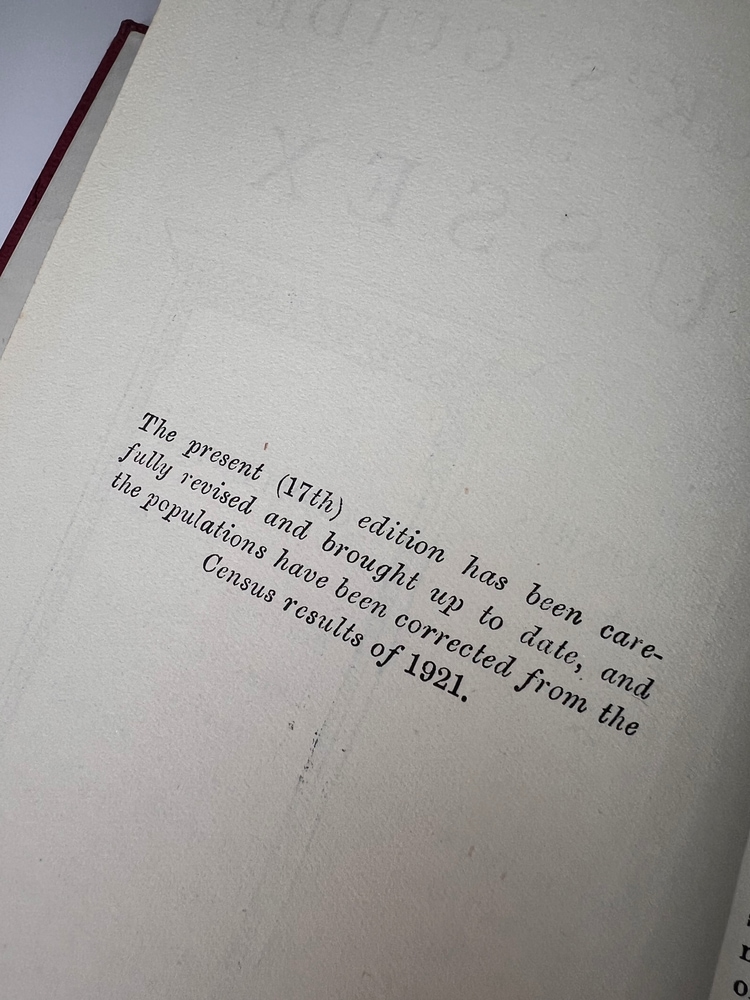 The present (17th) edition has been care-
fully revised and brought up to date, and
the populations have been corrected from the
Census results of 1921.